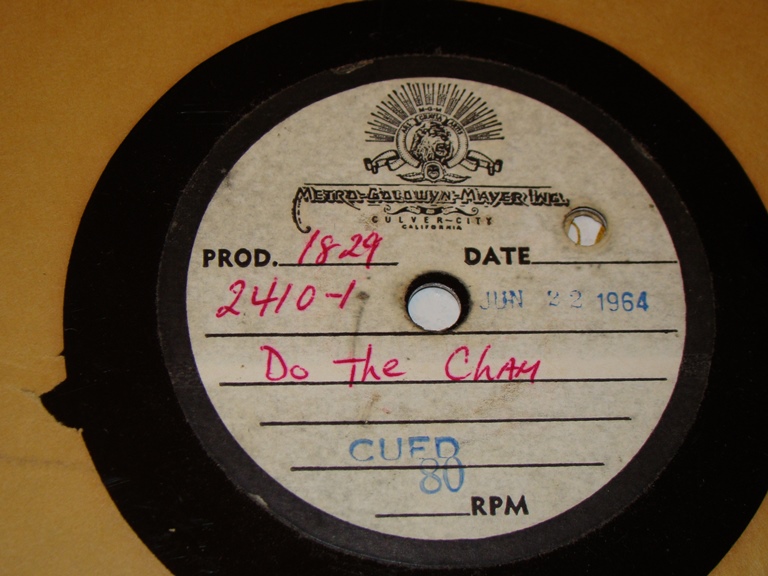 M-G-M
ARS GRATIA ARTIS
METRO-GOLDWYN-MAYER INC.
CULVER-CITY
CALIFORNIA
PROD. 1829 DATE
2410-1 JUN 22 1964
Do The CLAM
CUED
80
RPM